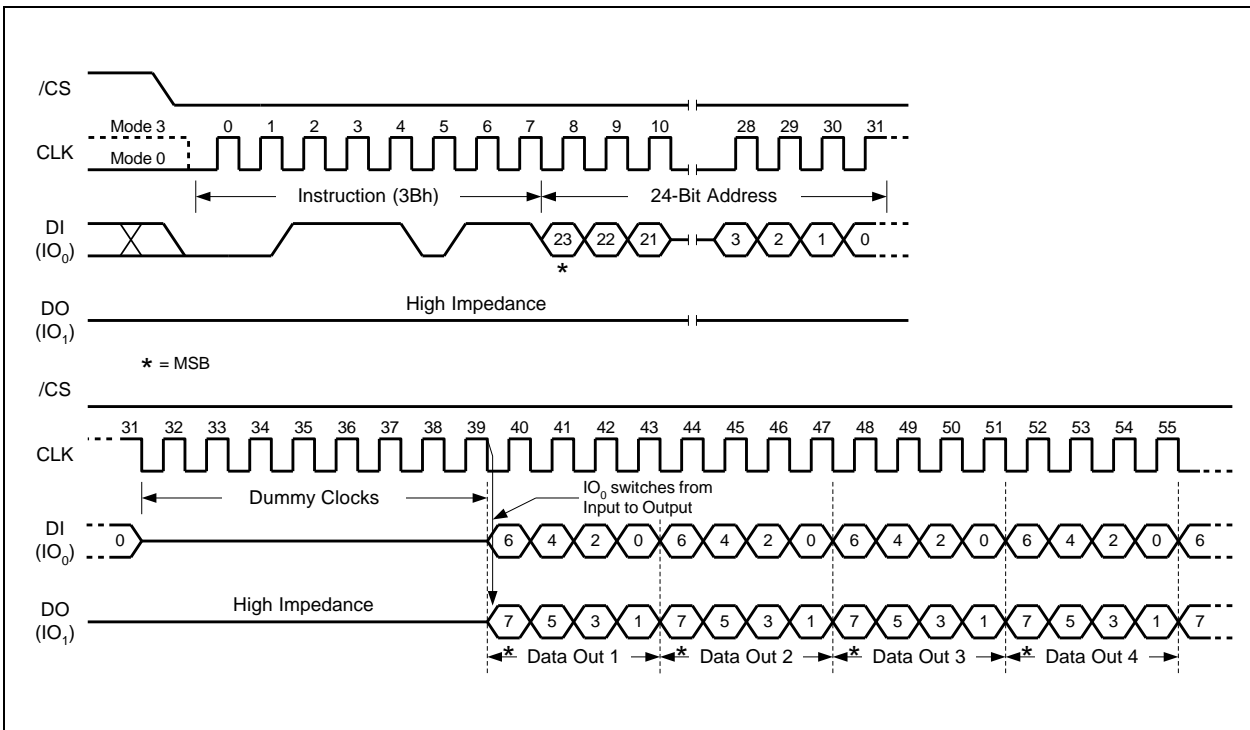 /CS
Mode 3 0 1 2 3 4 5 6 7 8 9 10 28 29 30 31
CLK
Mode 0
Instruction (3Bh) 24-Bit Address
DI
(IO0)
23 22 21 3 2 1 0
*
DO
(IO1)
High Impedance
* = MSB
/CS
31 32 33 34 35 36 37 38 39 40 41 42 43 44 45 46 47 48 49 50 51 52 53 54 55
CLK
Dummy Clocks
IO0 switches from
Input to Output
DI
(IO0)
0 6 4 2 0 6 4 2 0 6 4 2 0 6 4 2 0 6
DO
(IO1)
High Impedance
7 5 3 1 7 5 3 1 7 5 3 1 7 5 3 1 7
* Data Out 1 * Data Out 2 * Data Out 3 * Data Out 4